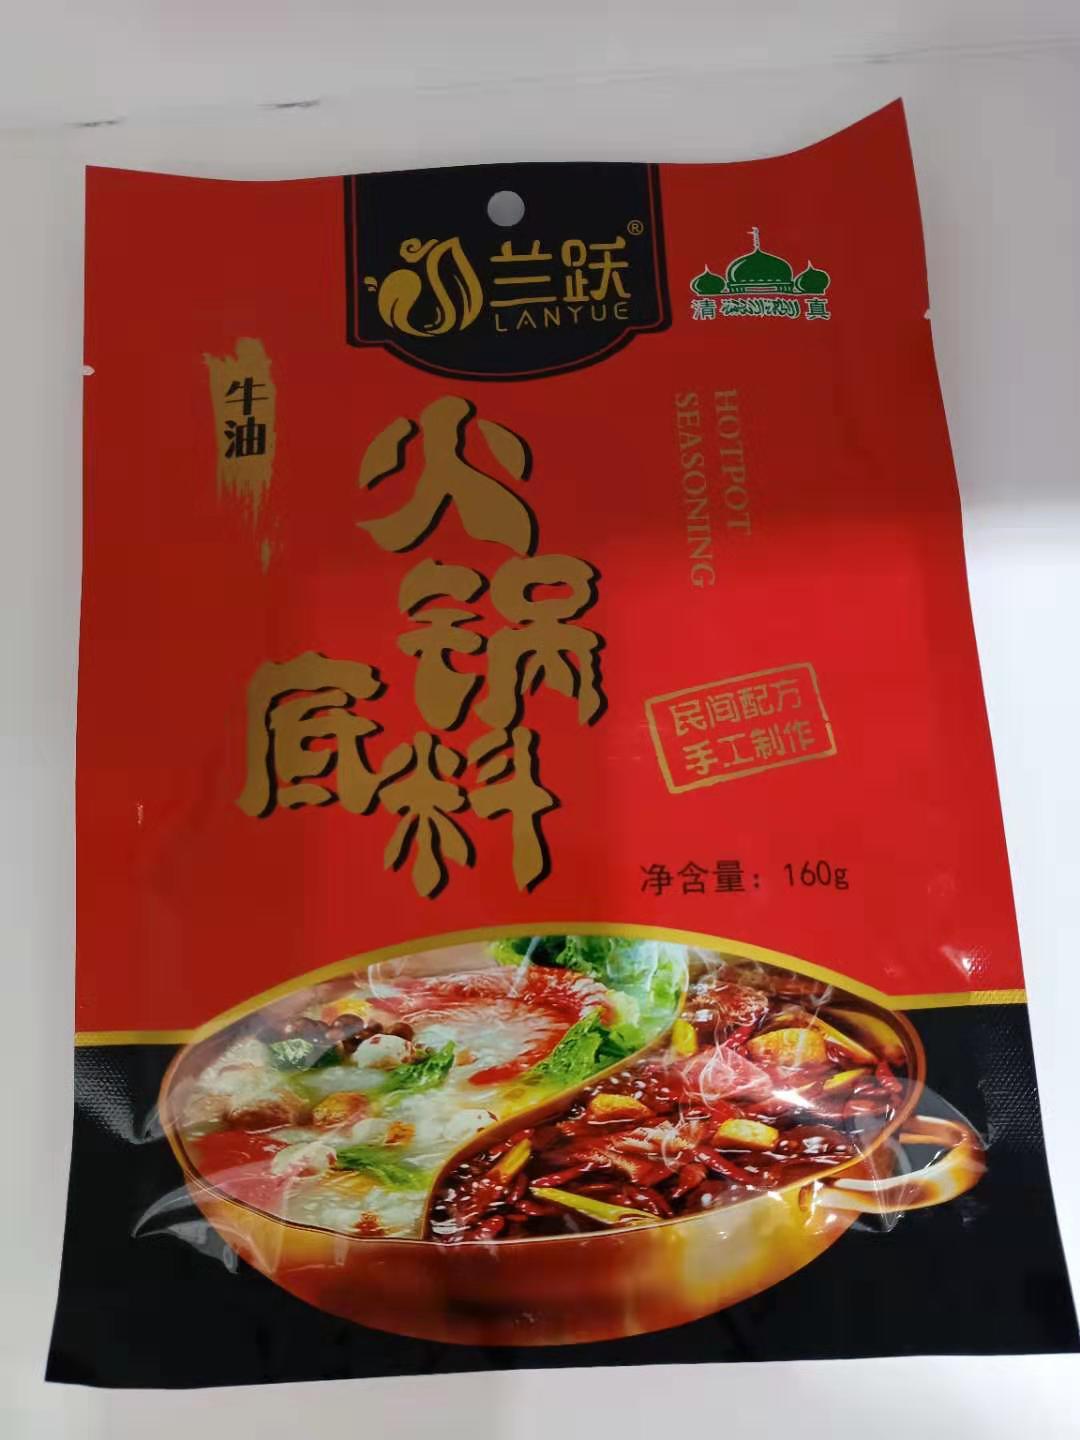 兰跃®
LANYUE
清 真
牛油
火锅
底料
HOTPOT
SEASONING
民间配方
手工制作
净含量：160g